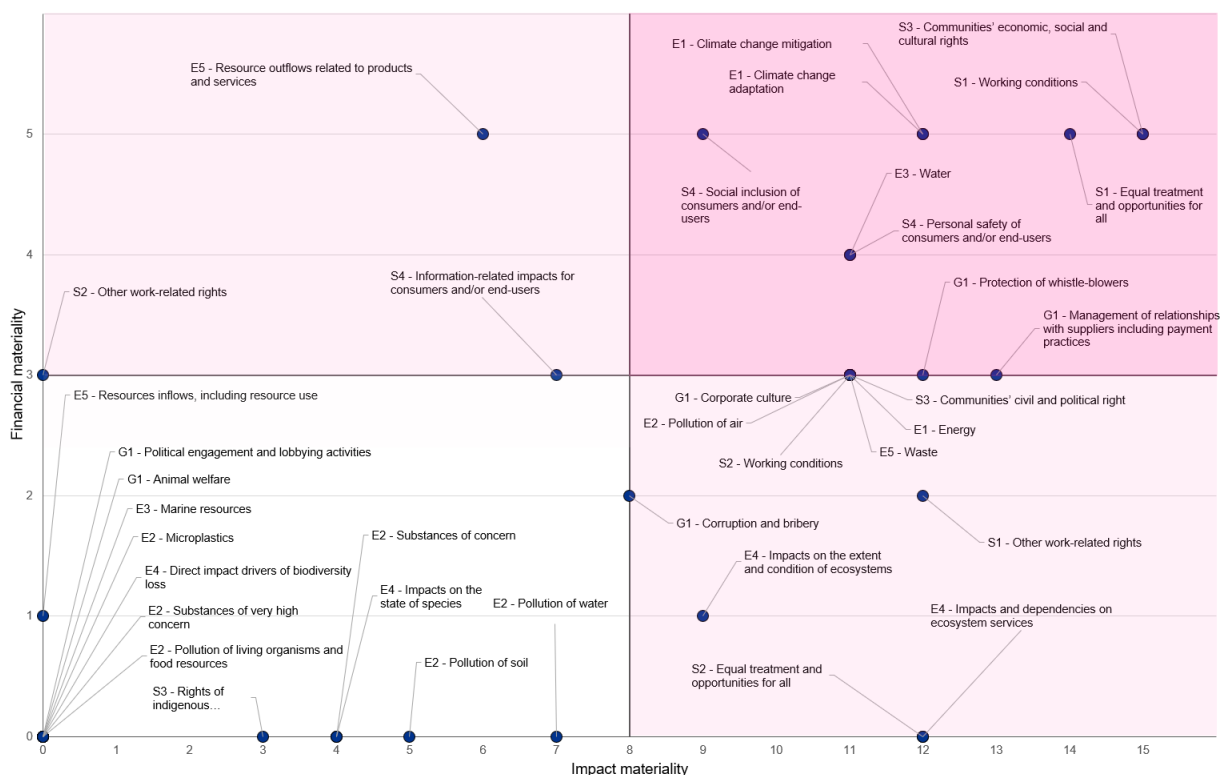 S3 - Communities' economic, social and
cultural rights
E1 - Climate change mitigation
E5 - Resource outflows related to products
and services
E1 - Climate change
adaptation
S1 - Working conditions
5
E3 - Water
S4 - Social inclusion of
consumers and/or end-
users
S1 - Equal treatment
and opportunities for
all
S4 - Personal safety of
consumers and/or end-users
4
S4 - Information-related impacts for
consumers and/or end-users
S2 - Other work-related rights
G1 - Protection of whistle-blowers
G1 - Management of relationships
with suppliers including payment
practices
Financial materiality
3
E5 - Resources inflows, including resource use
G1 - Corporate culture
S3 - Communities' civil and political right
E2 - Pollution of air
E1 - Energy
G1 - Political engagement and lobbying activities
E5 - Waste
S2 - Working conditions
G1 - Animal welfare
2
E3 - Marine resources
G1 - Corruption and bribery
E2 - Substances of concern
E2 - Microplastics
S1 - Other work-related rights
E4 - Impacts on the extent
and condition of ecosystems
E4 - Direct impact drivers of biodiversity
loss
E4 - Impacts on the
state of species
E2 - Pollution of water
E2 - Substances of very high
concern
E4 - Impacts and dependencies on
ecosystem services
1
E2 - Pollution of living organisms and
food resources
E2 - Pollution of soil
S2 - Equal treatment and
opportunities for all
S3 - Rights of
indigenous…
0
0 1 2 3 4 5 6 7 8 9 10 11 12 13 14 15
Impact materiality